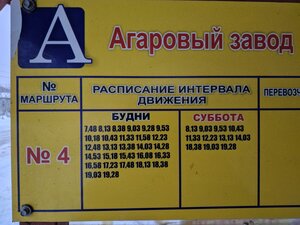 А Агаровый завод
№ МАРШРУТА
РАСПИСАНИЕ ИНТЕРВАЛА ДВИЖЕНИЯ
ПЕРЕВОЗЧ
№ 4
БУДНИ
7,48 8,13 8,38 9,03 9,28 9,53
10,18 10,43 11,33 11,58 12,23
12,48 13,13 13,38 14,03 14,28
14,53 15,18 15,43 16,08 16,33
16,58 17,23 17,48 18,13 18,38
19,03 19,28
СУББОТА
8,13 9,03 9,53 10,43
11,33 12,23 13,13 14,03
18,38 19,03 19,28